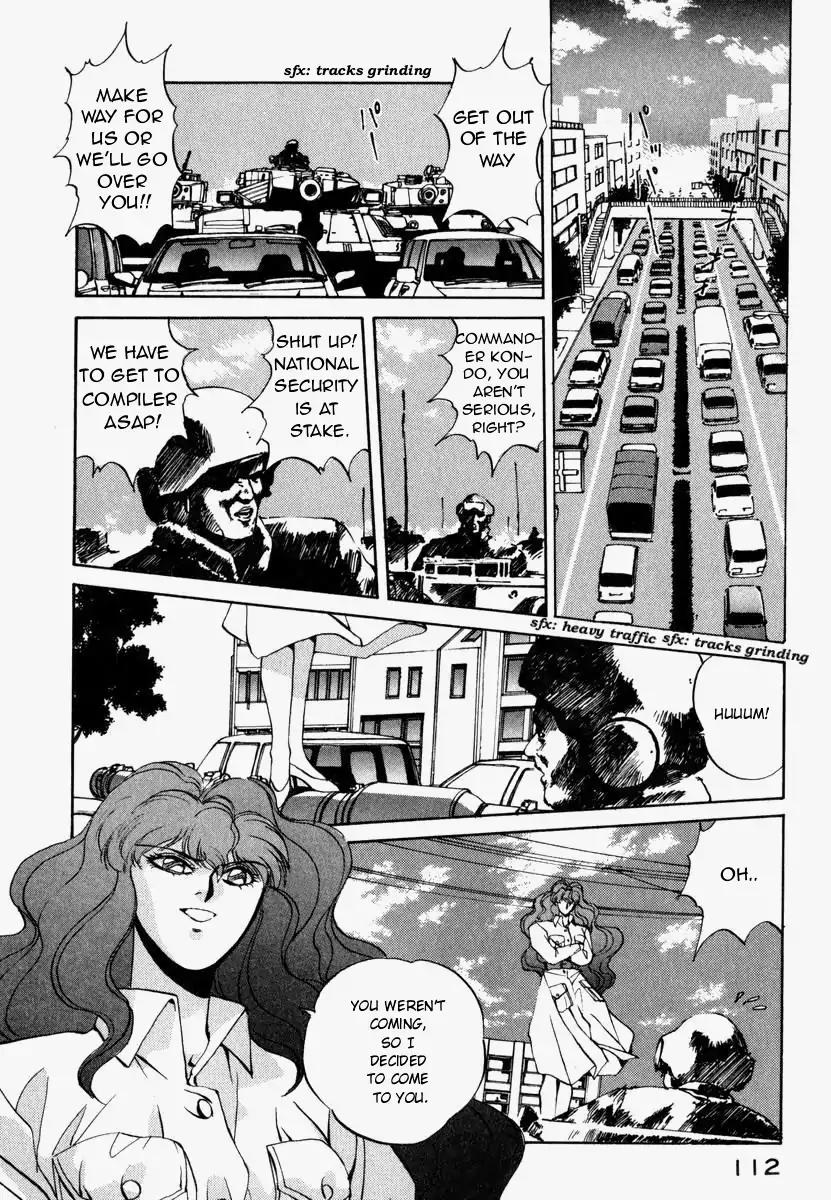 sfx: tracks grinding
GET OUT
OF THE
WAY
MAKE
WAY FOR
US OR
WE'LL GO
OVER
YOU!!
パ
パ
sfx: heavy traffic sfx: tracks grinding
COMMAND-
ER KON-
DO, YOU
AREN'T
SERIOUS,
RIGHT?
SHUT UP!
NATIONAL
SECURITY
IS AT
STAKE.
WE HAVE
TO GET TO
COMPILER
ASAP!
HUUUM!
OH..
YOU WEREN'T
COMING,
SO I
DECIDED
TO COME
TO YOU.
112